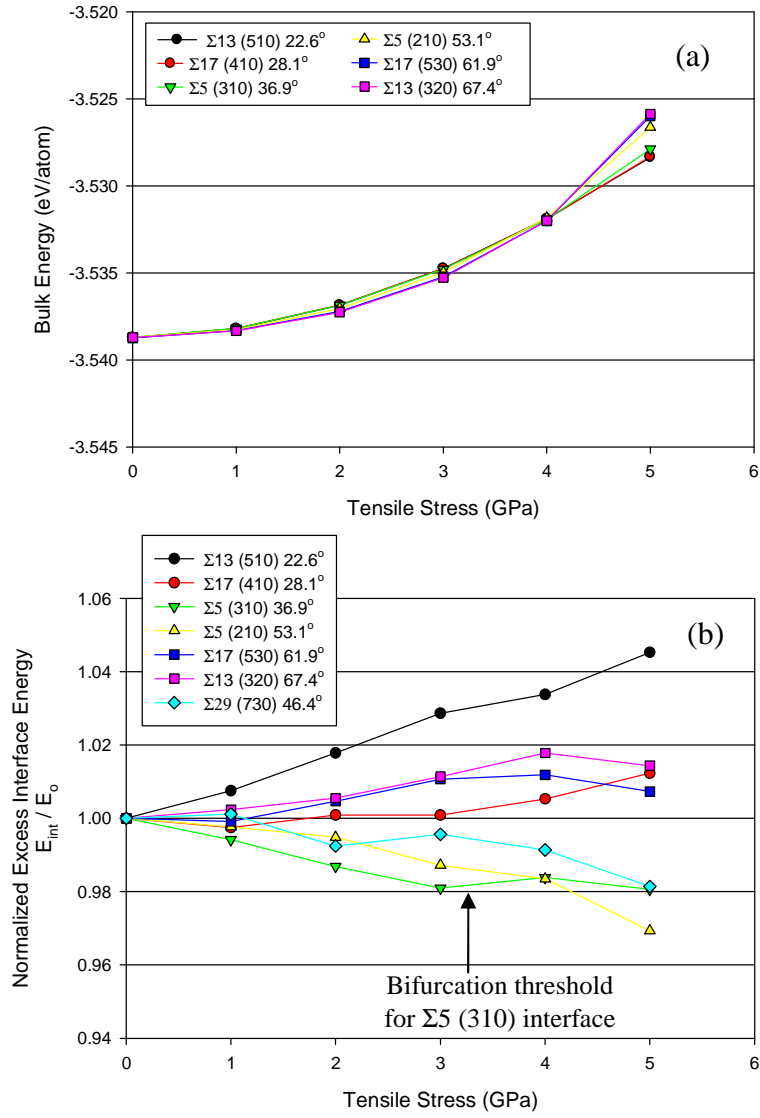 -3.520
-3.525
-3.530
-3.535
-3.540
-3.545
Bulk Energy (eV/atom)
Σ13 (510) 22.6° Σ5 (210) 53.1°
Σ17 (410) 28.1° Σ17 (530) 61.9°
Σ5 (310) 36.9° Σ13 (320) 67.4°
(a)
0 1 2 3 4 5 6
Tensile Stress (GPa)
Σ13 (510) 22.6°
Σ17 (410) 28.1°
Σ5 (310) 36.9°
Σ5 (210) 53.1°
Σ17 (530) 61.9°
Σ13 (320) 67.4°
Σ29 (730) 46.4°
(b)
1.06
1.04
1.02
1.00
0.98
0.96
0.94
Normalized Excess Interface Energy
E_int / E_o
Bifurcation threshold
for Σ5 (310) interface
0 1 2 3 4 5 6
Tensile Stress (GPa)